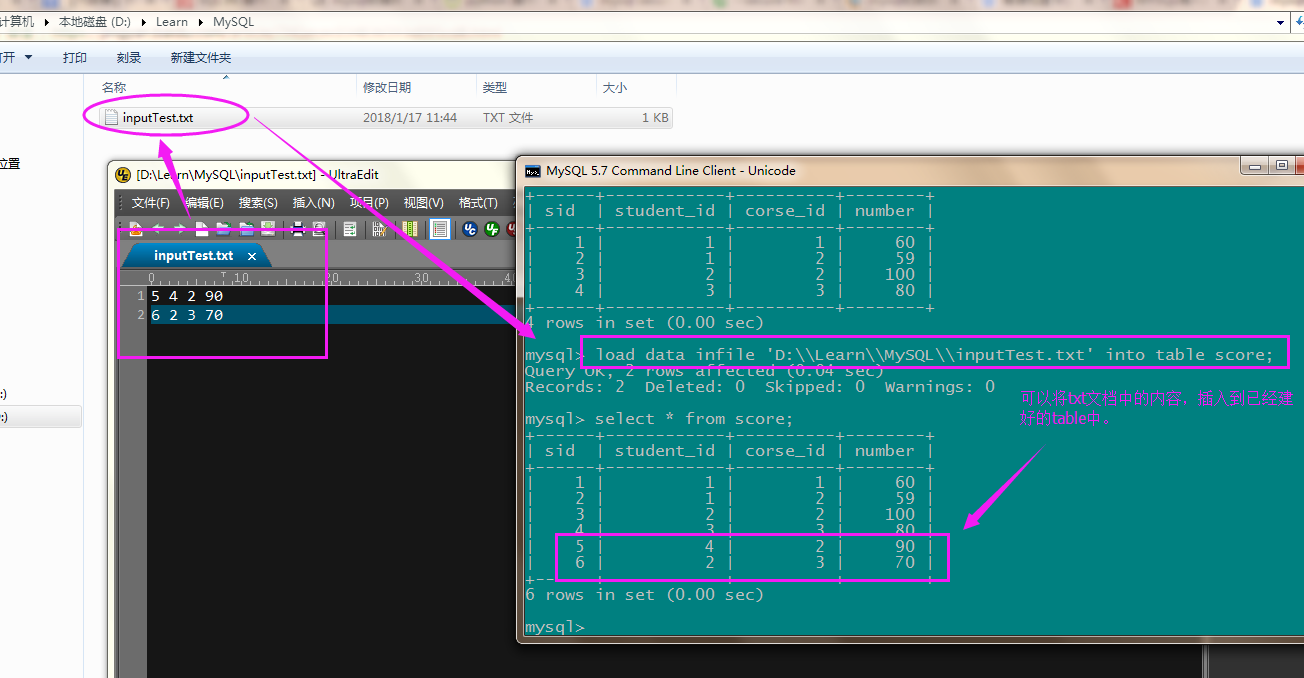 计算机 ▸ 本地磁盘 (D:) ▸ Learn ▸ MySQL
打印 刻录 新建文件夹
名称 修改日期 类型 大小
inputTest.txt 2018/1/17 11:44 TXT 文件 1 KB
位置
:)
:)
[D:\Learn\MySQL\inputTest.txt] - UltraEdit
文件(F) 编辑(E) 搜索(S) 插入(N) 项目(P) 视图(V) 格式(T)
inputTest.txt ×
0 10 20 30 40
1 5 4 2 90
2 6 2 3 70
MySQL 5.7 Command Line Client - Unicode
+------+------------+----------+--------+
| sid | student_id | corse_id | number |
+------+------------+----------+--------+
| 1 | 1 | 1 | 60 |
| 2 | 1 | 2 | 59 |
| 3 | 2 | 2 | 100 |
| 4 | 3 | 3 | 80 |
+------+------------+----------+--------+
4 rows in set (0.00 sec)
mysql> load data infile 'D:\\Learn\\MySQL\\inputTest.txt' into table score;
Query OK, 2 rows affected (0.04 sec)
Records: 2 Deleted: 0 Skipped: 0 Warnings: 0
可以将txt文档中的内容，插入到已经建
好的table中。
mysql> select * from score;
+------+------------+----------+--------+
| sid | student_id | corse_id | number |
+------+------------+----------+--------+
| 1 | 1 | 1 | 60 |
| 2 | 1 | 2 | 59 |
| 3 | 2 | 2 | 100 |
| 4 | 3 | 3 | 80 |
| 5 | 4 | 2 | 90 |
| 6 | 2 | 3 | 70 |
+------+------------+----------+--------+
6 rows in set (0.00 sec)
mysql>